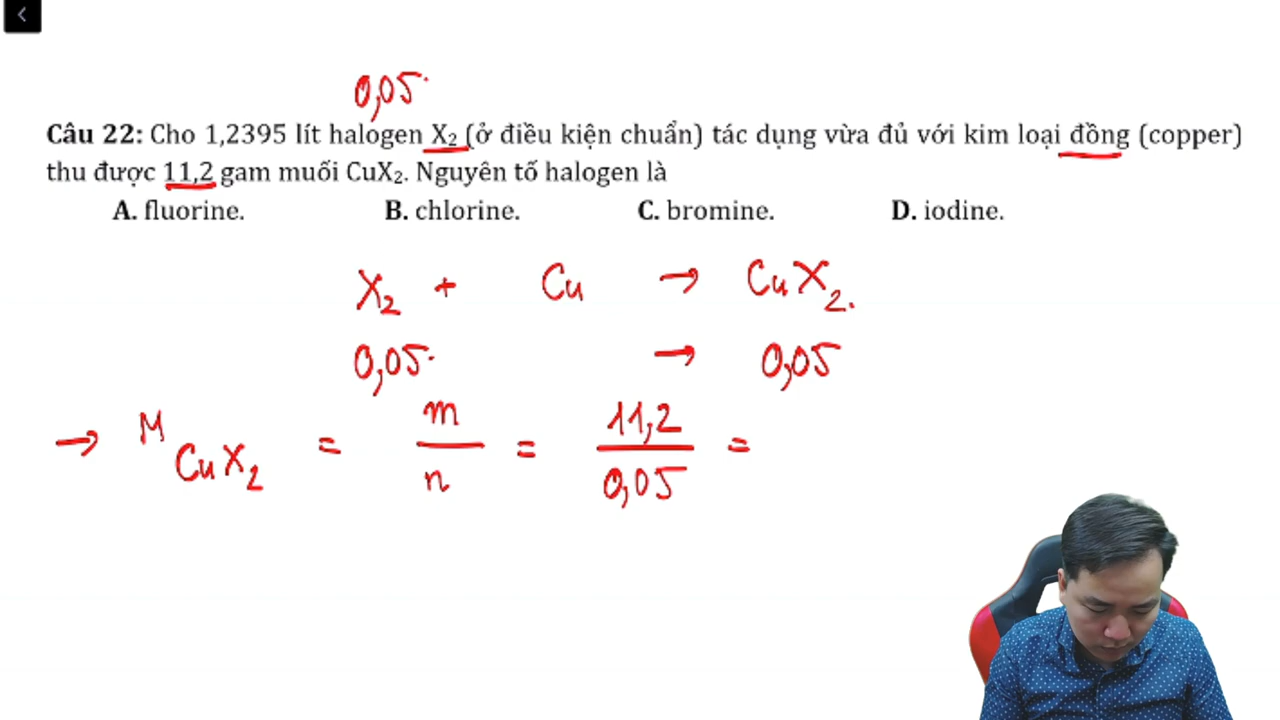 0,05
Câu 22: Cho 1,2395 lít halogen X₂ (ở điều kiện chuẩn) tác dụng vừa đủ với kim loại đồng (copper)
thu được 11,2 gam muối CuX₂. Nguyên tố halogen là
A. fluorine. B. chlorine. C. bromine. D. iodine.
X₂ + Cu → CuX₂.
0,05 → 0,05
→ M CuX₂ = m/n = 11,2/0,05 =